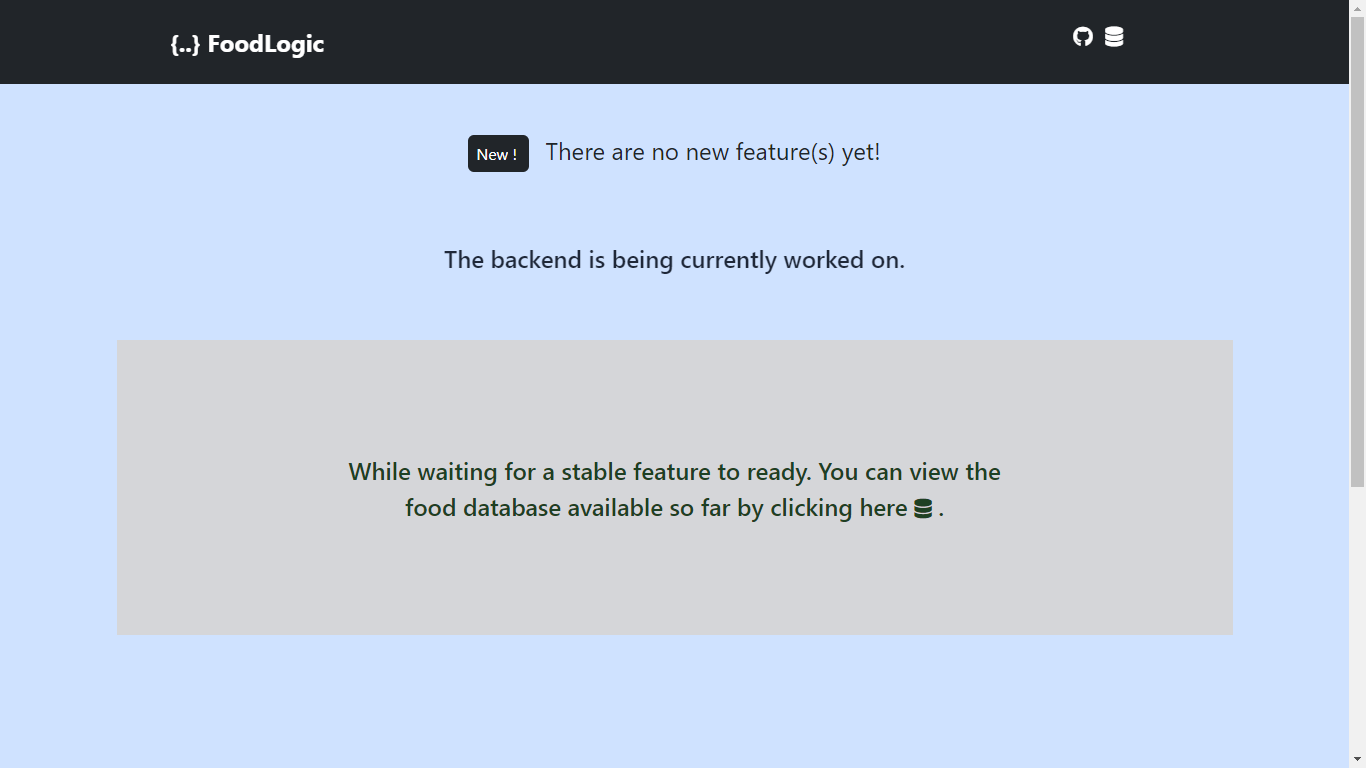 {..} FoodLogic
New ! There are no new feature(s) yet!
The backend is being currently worked on.
While waiting for a stable feature to ready. You can view the
food database available so far by clicking here .